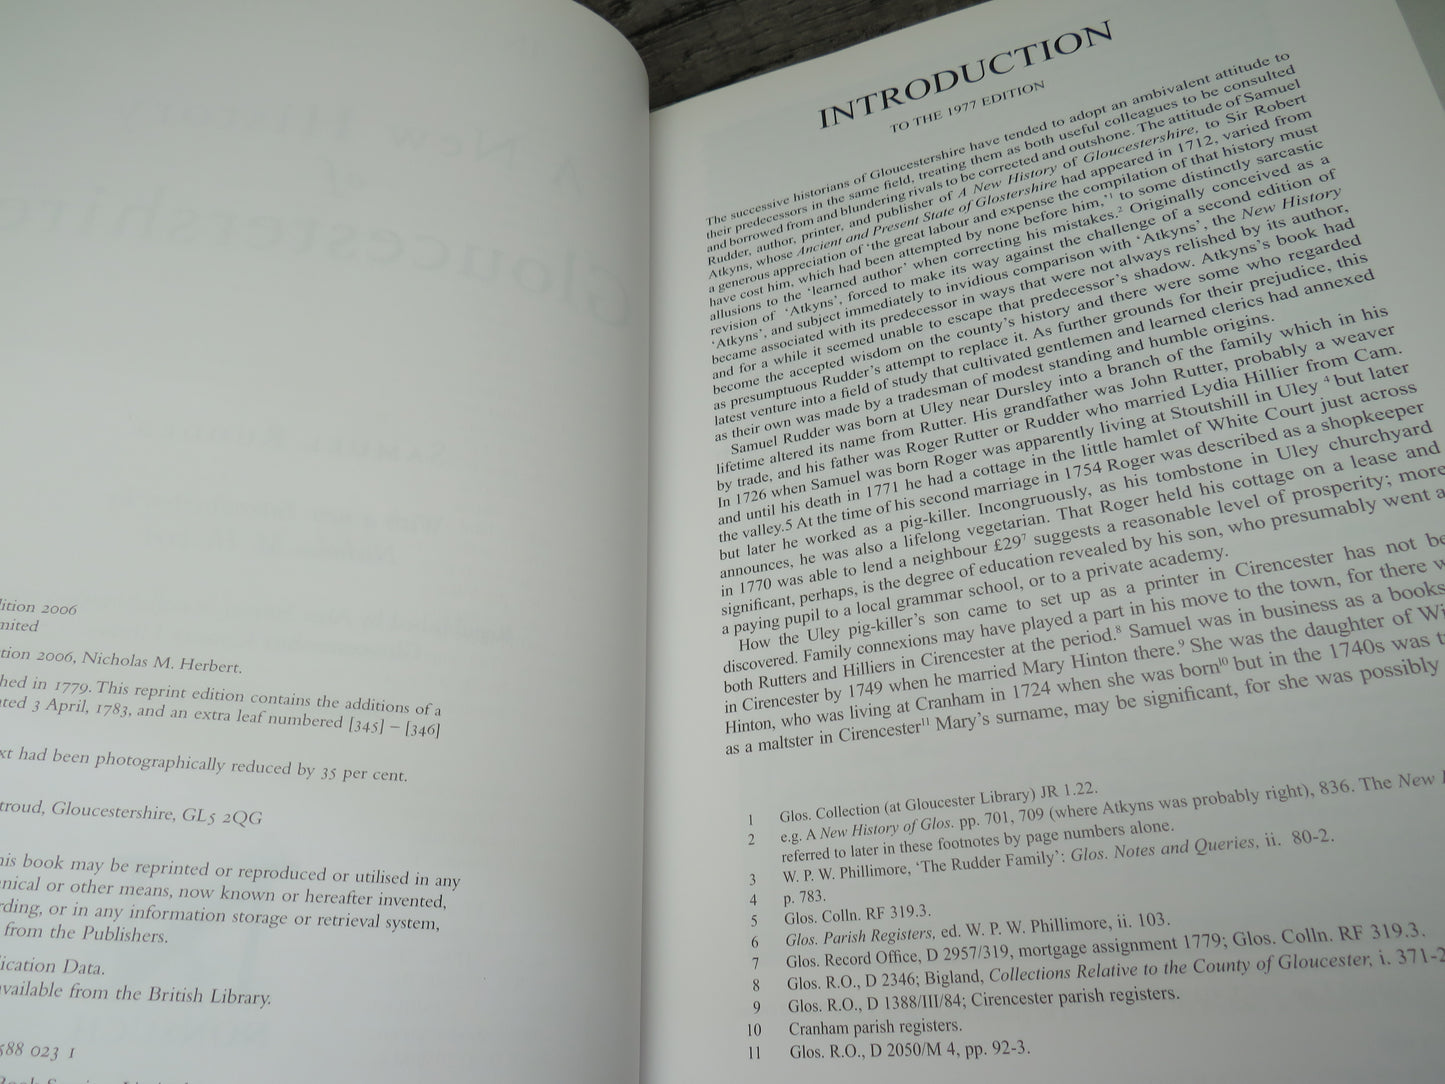 ition 2006
mited
tion 2006, Nicholas M. Herbert.
hed in 1779. This reprint edition contains the additions of a
ted 3 April, 1783, and an extra leaf numbered [345] – [346]
xt had been photographically reduced by 35 per cent.
troud, Gloucestershire, GL5 2QG
his book may be reprinted or reproduced or utilised in any
nical or other means, now known or hereafter invented,
rding, or in any information storage or retrieval system,
from the Publishers.
lication Data.
available from the British Library.
588 023 1
INTRODUCTION
TO THE 1977 EDITION
The successive historians of Gloucestershire have tended to adopt an ambivalent attitude to
their predecessors in the same field, treating them as both useful colleagues to be consulted
and borrowed from and blundering rivals to be corrected and outshone. The attitude of Samuel
Rudder, author, printer, and publisher of A New History of Gloucestershire, to Sir Robert
Atkyns, whose Ancient and Present State of Glostershire had appeared in 1712, varied from
a generous appreciation of 'the great labour and expense the compilation of that history must
have cost him, which had been attempted by none before him,'1 to some distinctly sarcastic
allusions to the 'learned author' when correcting his mistakes.2 Originally conceived as a
revision of 'Atkyns', forced to make its way against the challenge of a second edition of
'Atkyns', and subject immediately to invidious comparison with 'Atkyns', the New History
became associated with its predecessor in ways that were not always relished by its author,
and for a while it seemed unable to escape that predecessor's shadow. Atkyns's book had
become the accepted wisdom on the county's history and there were some who regarded
as presumptuous Rudder's attempt to replace it. As further grounds for their prejudice, this
latest venture into a field of study that cultivated gentlemen and learned clerics had annexed
as their own was made by a tradesman of modest standing and humble origins.
Samuel Rudder was born at Uley near Dursley into a branch of the family which in his
lifetime altered its name from Rutter. His grandfather was John Rutter, probably a weaver
by trade, and his father was Roger Rutter or Rudder who married Lydia Hillier from Cam.
In 1726 when Samuel was born Roger was apparently living at Stoutshill in Uley 4 but later
and until his death in 1771 he had a cottage in the little hamlet of White Court just across
the valley.5 At the time of his second marriage in 1754 Roger was described as a shopkeeper
but later he worked as a pig-killer. Incongruously, as his tombstone in Uley churchyard
announces, he was also a lifelong vegetarian. That Roger held his cottage on a lease and
in 1770 was able to lend a neighbour £297 suggests a reasonable level of prosperity; more
significant, perhaps, is the degree of education revealed by his son, who presumably went a
a paying pupil to a local grammar school, or to a private academy.
How the Uley pig-killer's son came to set up as a printer in Cirencester has not be
discovered. Family connexions may have played a part in his move to the town, for there w
both Rutters and Hilliers in Cirencester at the period.8 Samuel was in business as a books
in Cirencester by 1749 when he married Mary Hinton there.9 She was the daughter of Wi
Hinton, who was living at Cranham in 1724 when she was born10 but in the 1740s was t
as a maltster in Cirencester11 Mary's surname, may be significant, for she was possibly
1 Glos. Collection (at Gloucester Library) JR 1.22.
2 e.g. A New History of Glos. pp. 701, 709 (where Atkyns was probably right), 836. The New
referred to later in these footnotes by page numbers alone.
3 W. P. W. Phillimore, 'The Rudder Family': Glos. Notes and Queries, ii. 80-2.
4 p. 783.
5 Glos. Colln. RF 319.3.
6 Glos. Parish Registers, ed. W. P. W. Phillimore, ii. 103.
7 Glos. Record Office, D 2957/319, mortgage assignment 1779; Glos. Colln. RF 319.3.
8 Glos. R.O., D 2346; Bigland, Collections Relative to the County of Gloucester, i. 371-2
9 Glos. R.O., D 1388/III/84; Cirencester parish registers.
10 Cranham parish registers.
11 Glos. R.O., D 2050/M 4, pp. 92-3.